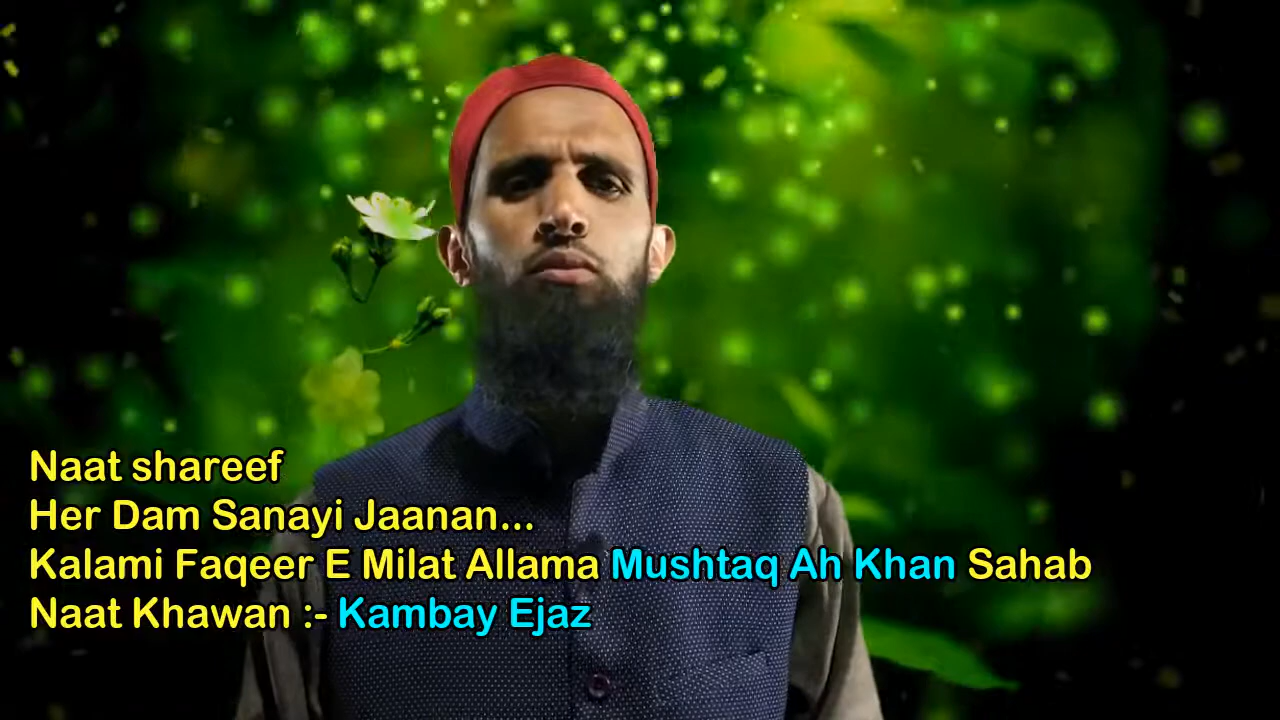 Naat shareef
Her Dam Sanayi Jaanan...
Kalami Faqeer E Milat Allama Mushtaq Ah Khan Sahab
Naat Khawan :- Kambay Ejaz